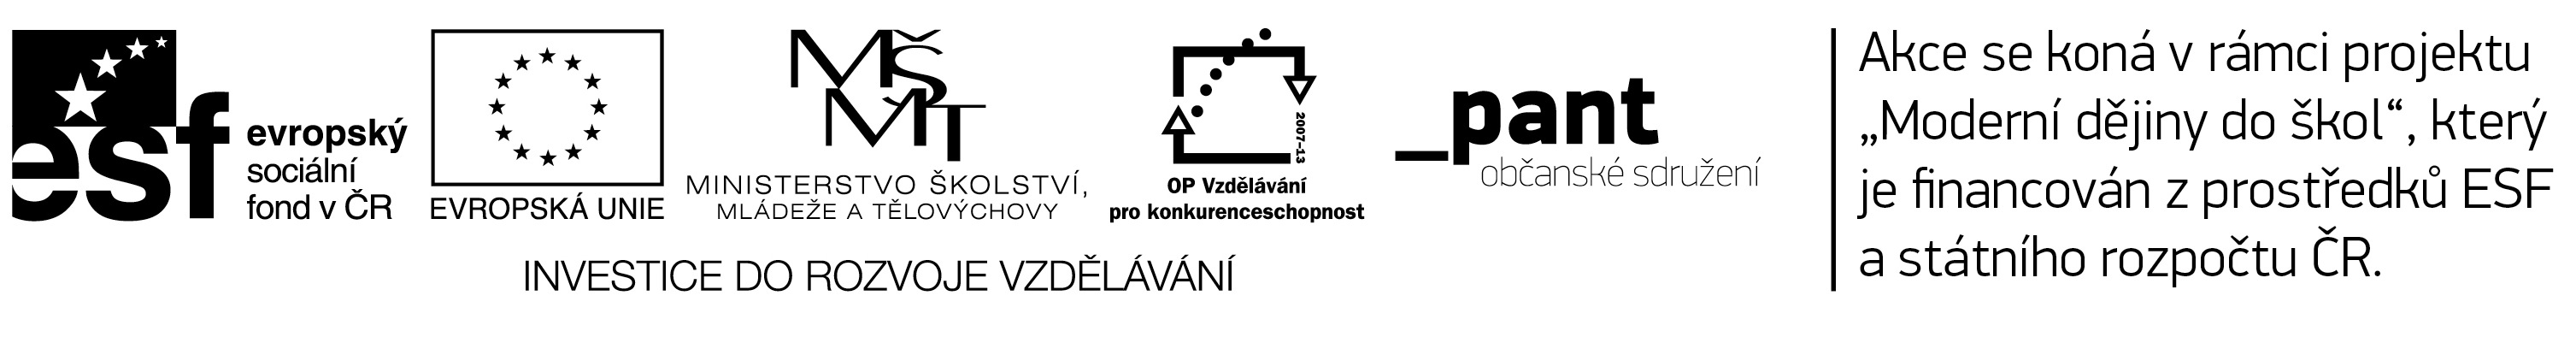 esf
evropský
sociální
fond v ČR
EVROPSKÁ UNIE
MŠMT
MINISTERSTVO ŠKOLSTVÍ,
MLÁDEŽE A TĚLOVÝCHOVY
2007-13
OP Vzdělávání
pro konkurenceschopnost
_pant
občanské sdružení
INVESTICE DO ROZVOJE VZDĚLÁVÁNÍ
Akce se koná v rámci projektu
„Moderní dějiny do škol“, který
je financován z prostředků ESF
a státního rozpočtu ČR.